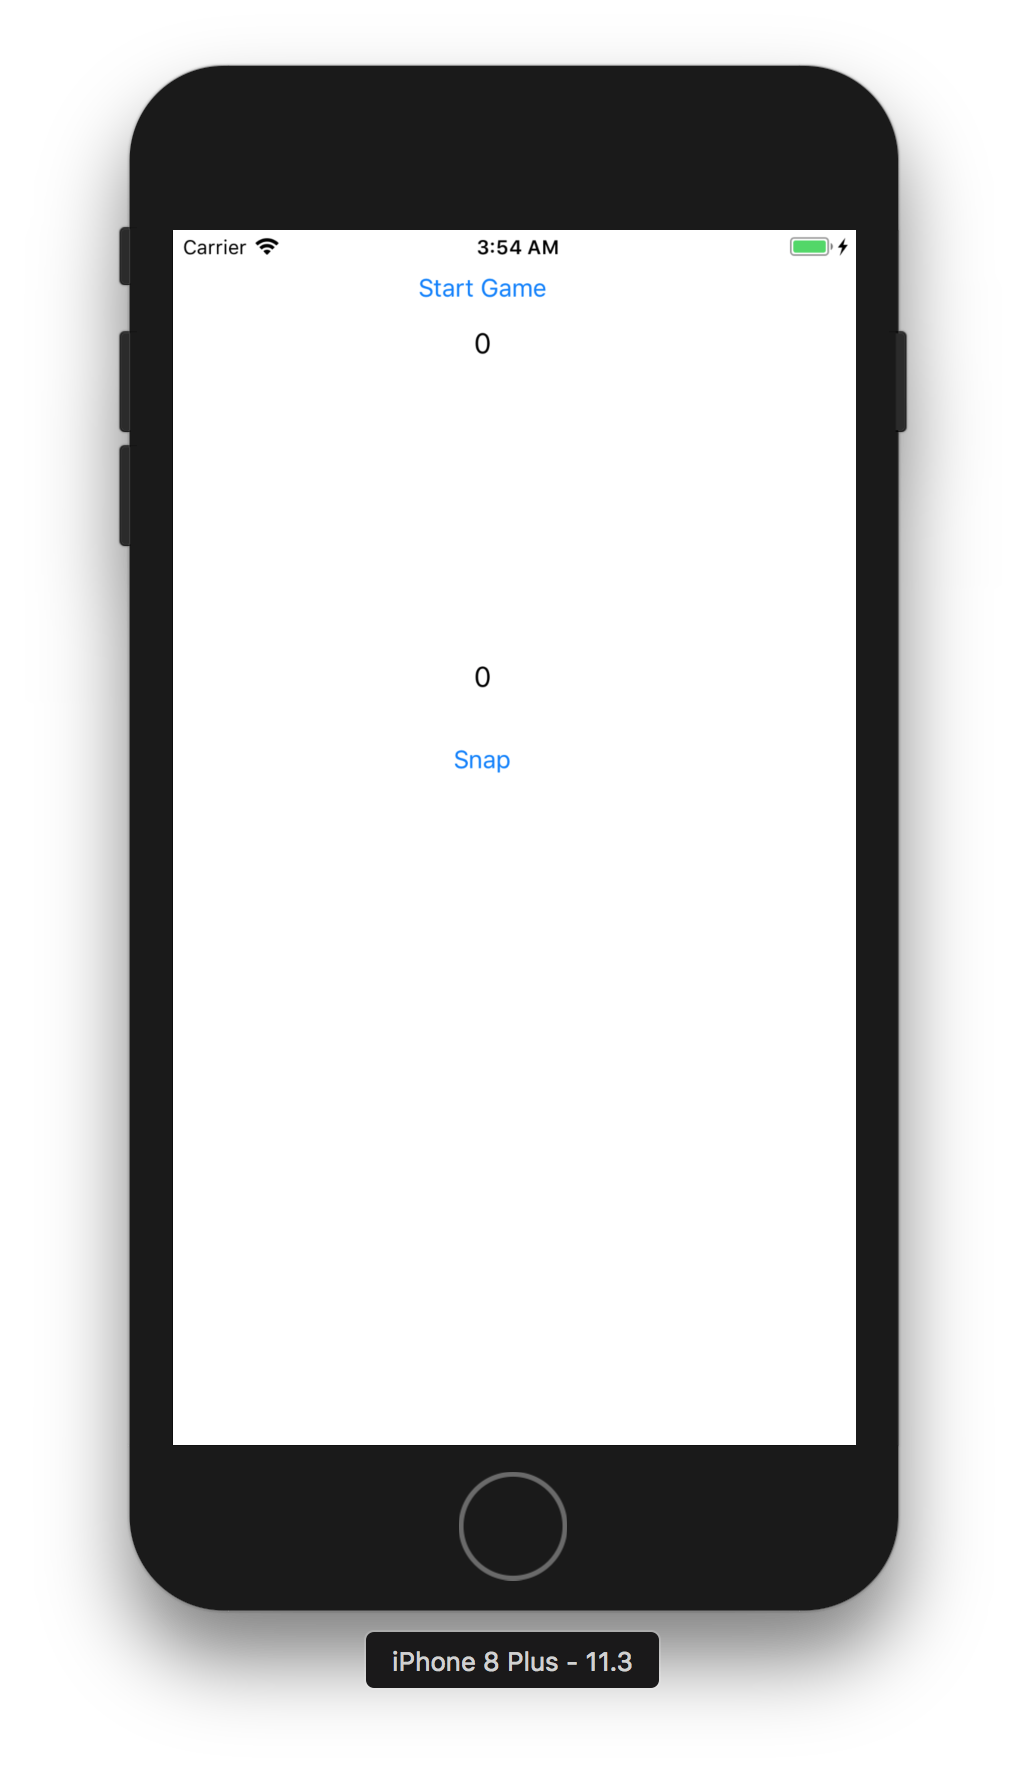 Carrier 3:54 AM
Start Game
0
0
Snap
iPhone 8 Plus - 11.3